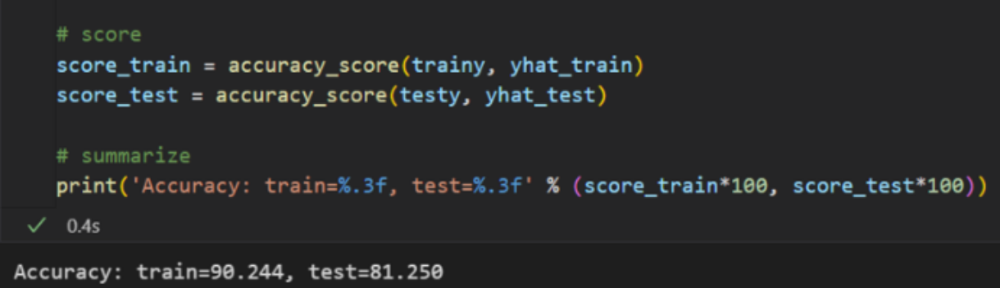 # score
score_train = accuracy_score(trainy, yhat_train)
score_test = accuracy_score(testy, yhat_test)
# summarize
print('Accuracy: train=%.3f, test=%.3f' % (score_train*100, score_test*100))
0.4s
Accuracy: train=90.244, test=81.250